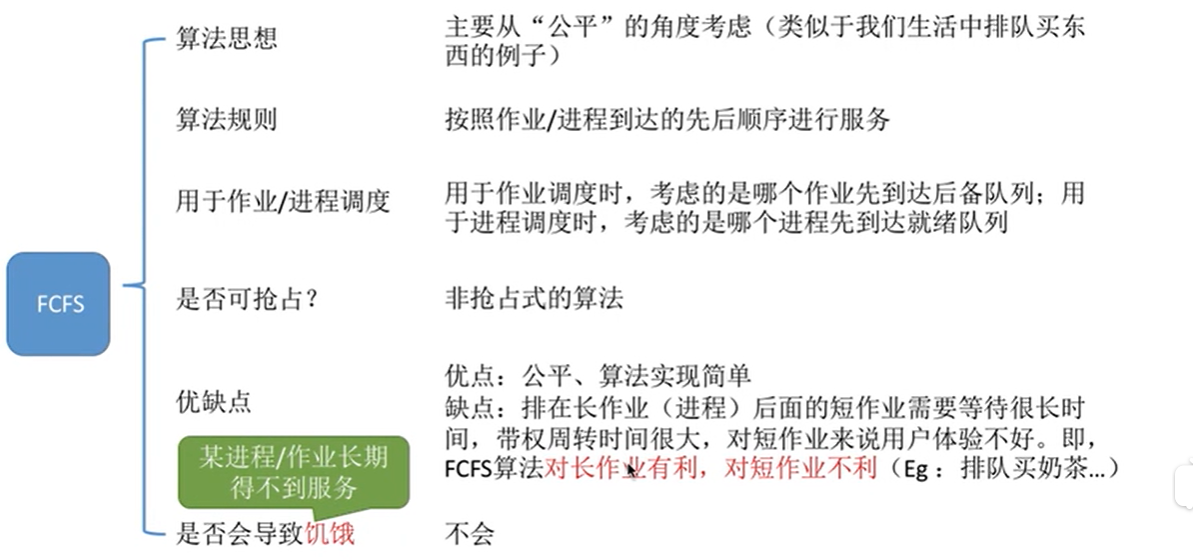 算法思想
主要从“公平”的角度考虑（类似于我们生活中排队买东
西的例子）
算法规则
按照作业/进程到达的先后顺序进行服务
用于作业/进程调度
用于作业调度时，考虑的是哪个作业先到达后备队列；用
于进程调度时，考虑的是哪个进程先到达就绪队列
FCFS
是否可抢占？
非抢占式的算法
优缺点
优点：公平、算法实现简单
缺点：排在长作业（进程）后面的短作业需要等待很长时
间，带权周转时间很大，对短作业来说用户体验不好。即，
FCFS算法对长作业有利，对短作业不利（Eg：排队买奶茶…）
某进程/作业长期
得不到服务
是否会导致饥饿
不会